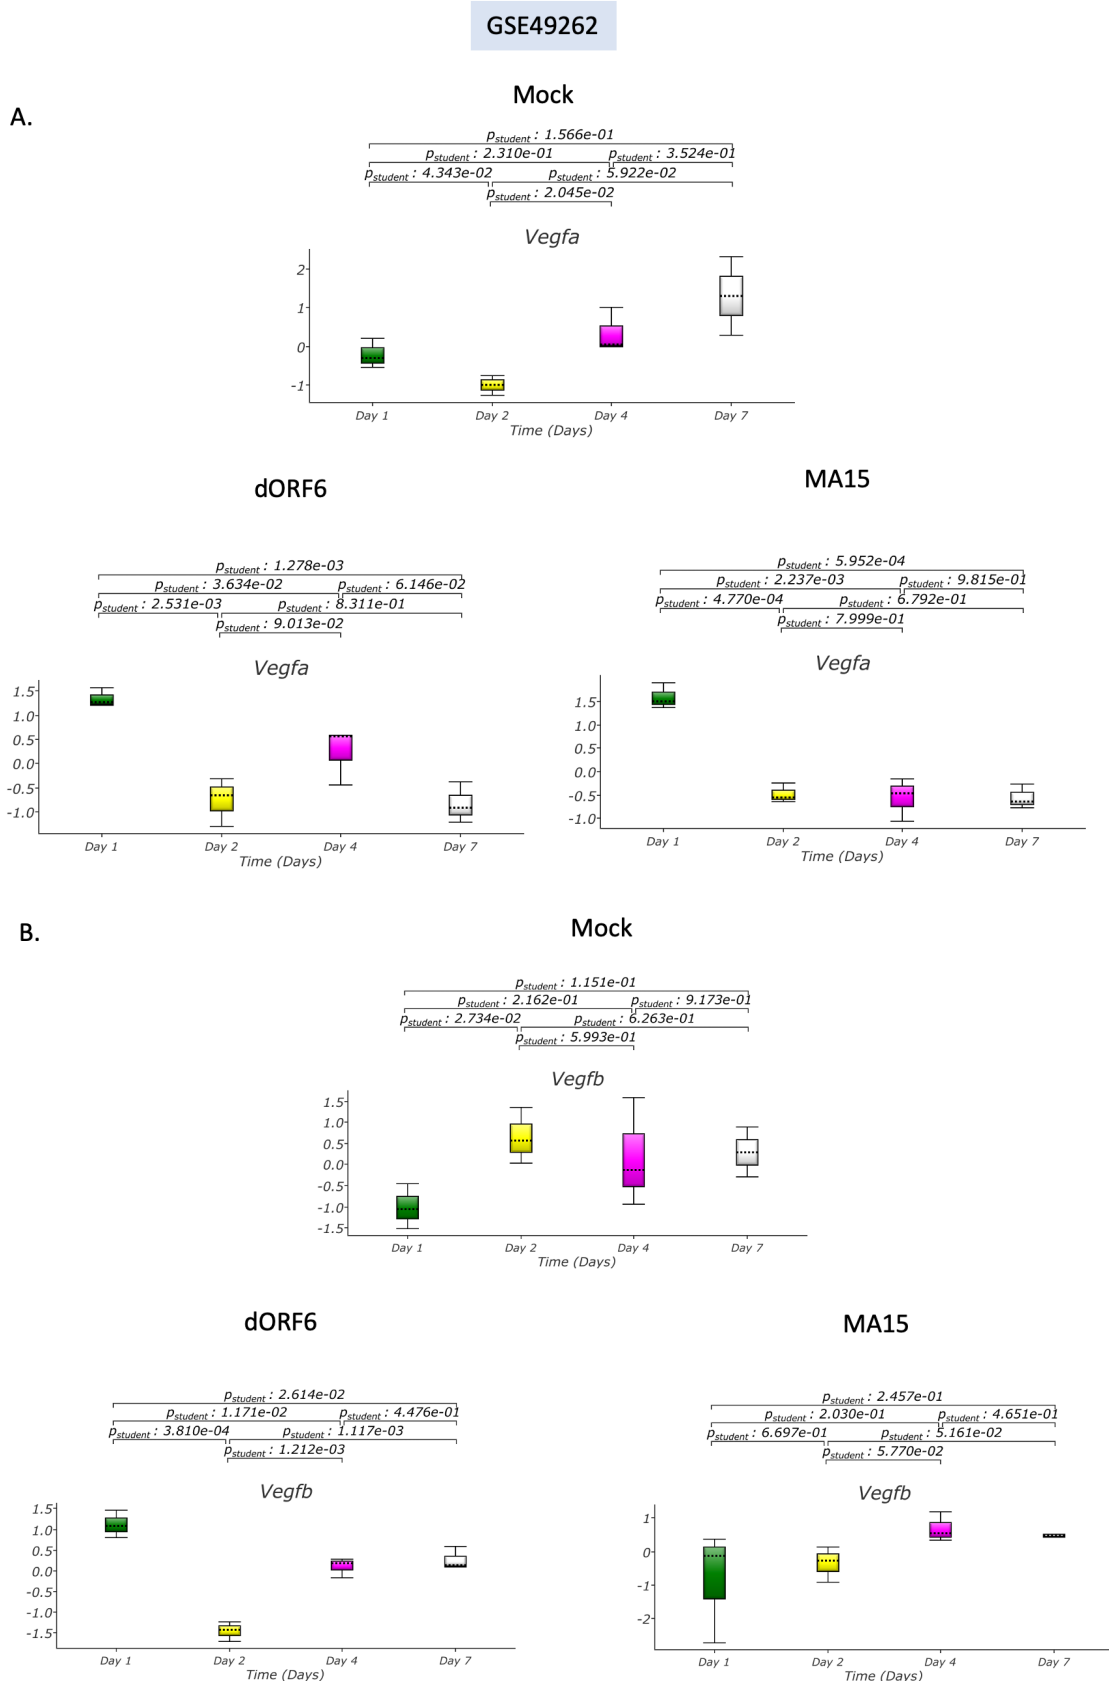 GSE49262
A.
Mock
pstudent : 1.566e-01
pstudent : 2.310e-01 pstudent : 3.524e-01
pstudent : 4.343e-02 pstudent : 5.922e-02
pstudent : 2.045e-02
Vegfa
2
1
0
-1
Day 1 Day 2 Day 4 Day 7
Time (Days)
dORF6
pstudent : 1.278e-03
pstudent : 3.634e-02 pstudent : 6.146e-02
pstudent : 2.531e-03 pstudent : 8.311e-01
pstudent : 9.013e-02
Vegfa
1.5
1.0
0.5
0.0
-0.5
-1.0
Day 1 Day 2 Day 4 Day 7
Time (Days)
MA15
pstudent : 5.952e-04
pstudent : 2.237e-03 pstudent : 9.815e-01
pstudent : 4.770e-04 pstudent : 6.792e-01
pstudent : 7.999e-01
Vegfa
1.5
1.0
0.5
0.0
-0.5
-1.0
Day 1 Day 2 Day 4 Day 7
Time (Days)
B.
Mock
pstudent : 1.151e-01
pstudent : 2.162e-01 pstudent : 9.173e-01
pstudent : 2.734e-02 pstudent : 6.263e-01
pstudent : 5.993e-01
Vegfb
1.5
1.0
0.5
0.0
-0.5
-1.0
-1.5
Day 1 Day 2 Day 4 Day 7
Time (Days)
dORF6
pstudent : 2.614e-02
pstudent : 1.171e-02 pstudent : 4.476e-01
pstudent : 3.810e-04 pstudent : 1.117e-03
pstudent : 1.212e-03
Vegfb
1.5
1.0
0.5
0.0
-0.5
-1.0
-1.5
Day 1 Day 2 Day 4 Day 7
Time (Days)
MA15
pstudent : 2.457e-01
pstudent : 2.030e-01 pstudent : 4.651e-01
pstudent : 6.697e-01 pstudent : 5.161e-02
pstudent : 5.770e-02
Vegfb
1
0
-1
-2
Day 1 Day 2 Day 4 Day 7
Time (Days)